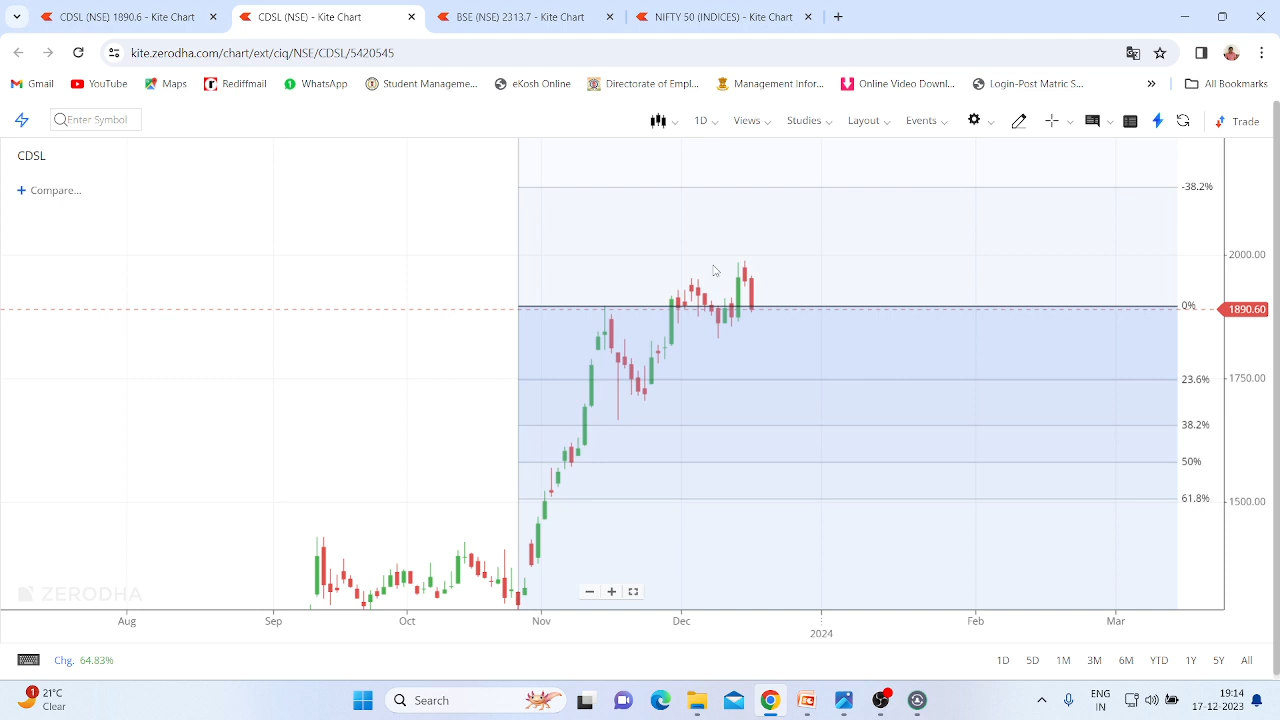 CDSL (NSD) 1890.6 - Kite Chart
CDSL (NSE) - Kite Chart
BSE (NSE) 2313.7 - Kite Chart
NIFTY 50 (INDICES) - Kite Chart
kite.zerodha.com/chart/ext/ciq/NSE/CDSL/5420545
Gmail
YouTube
Maps
Rediffmail
WhatsApp
Student Manageme...
eKosh Online
Directorate of Empl...
Management Infor...
Online Video Downl...
Login-Post Matric S...
All Bookmarks
Enter Symbol
1D
Views
Studies
Layout
Events
Trade
CDSL
+ Compare...
-38.2%
2000.00
0%
1890.60
23.6%
1750.00
38.2%
50%
61.8%
1500.00
ZERODHA
Aug
Sep
Oct
Nov
Dec
2024
Feb
Mar
Chg. 64.83%
1D
5D
1M
3M
6M
YTD
1Y
5Y
All
1
21°C
Clear
Search
ENG
IN
19:14
17-12-2023